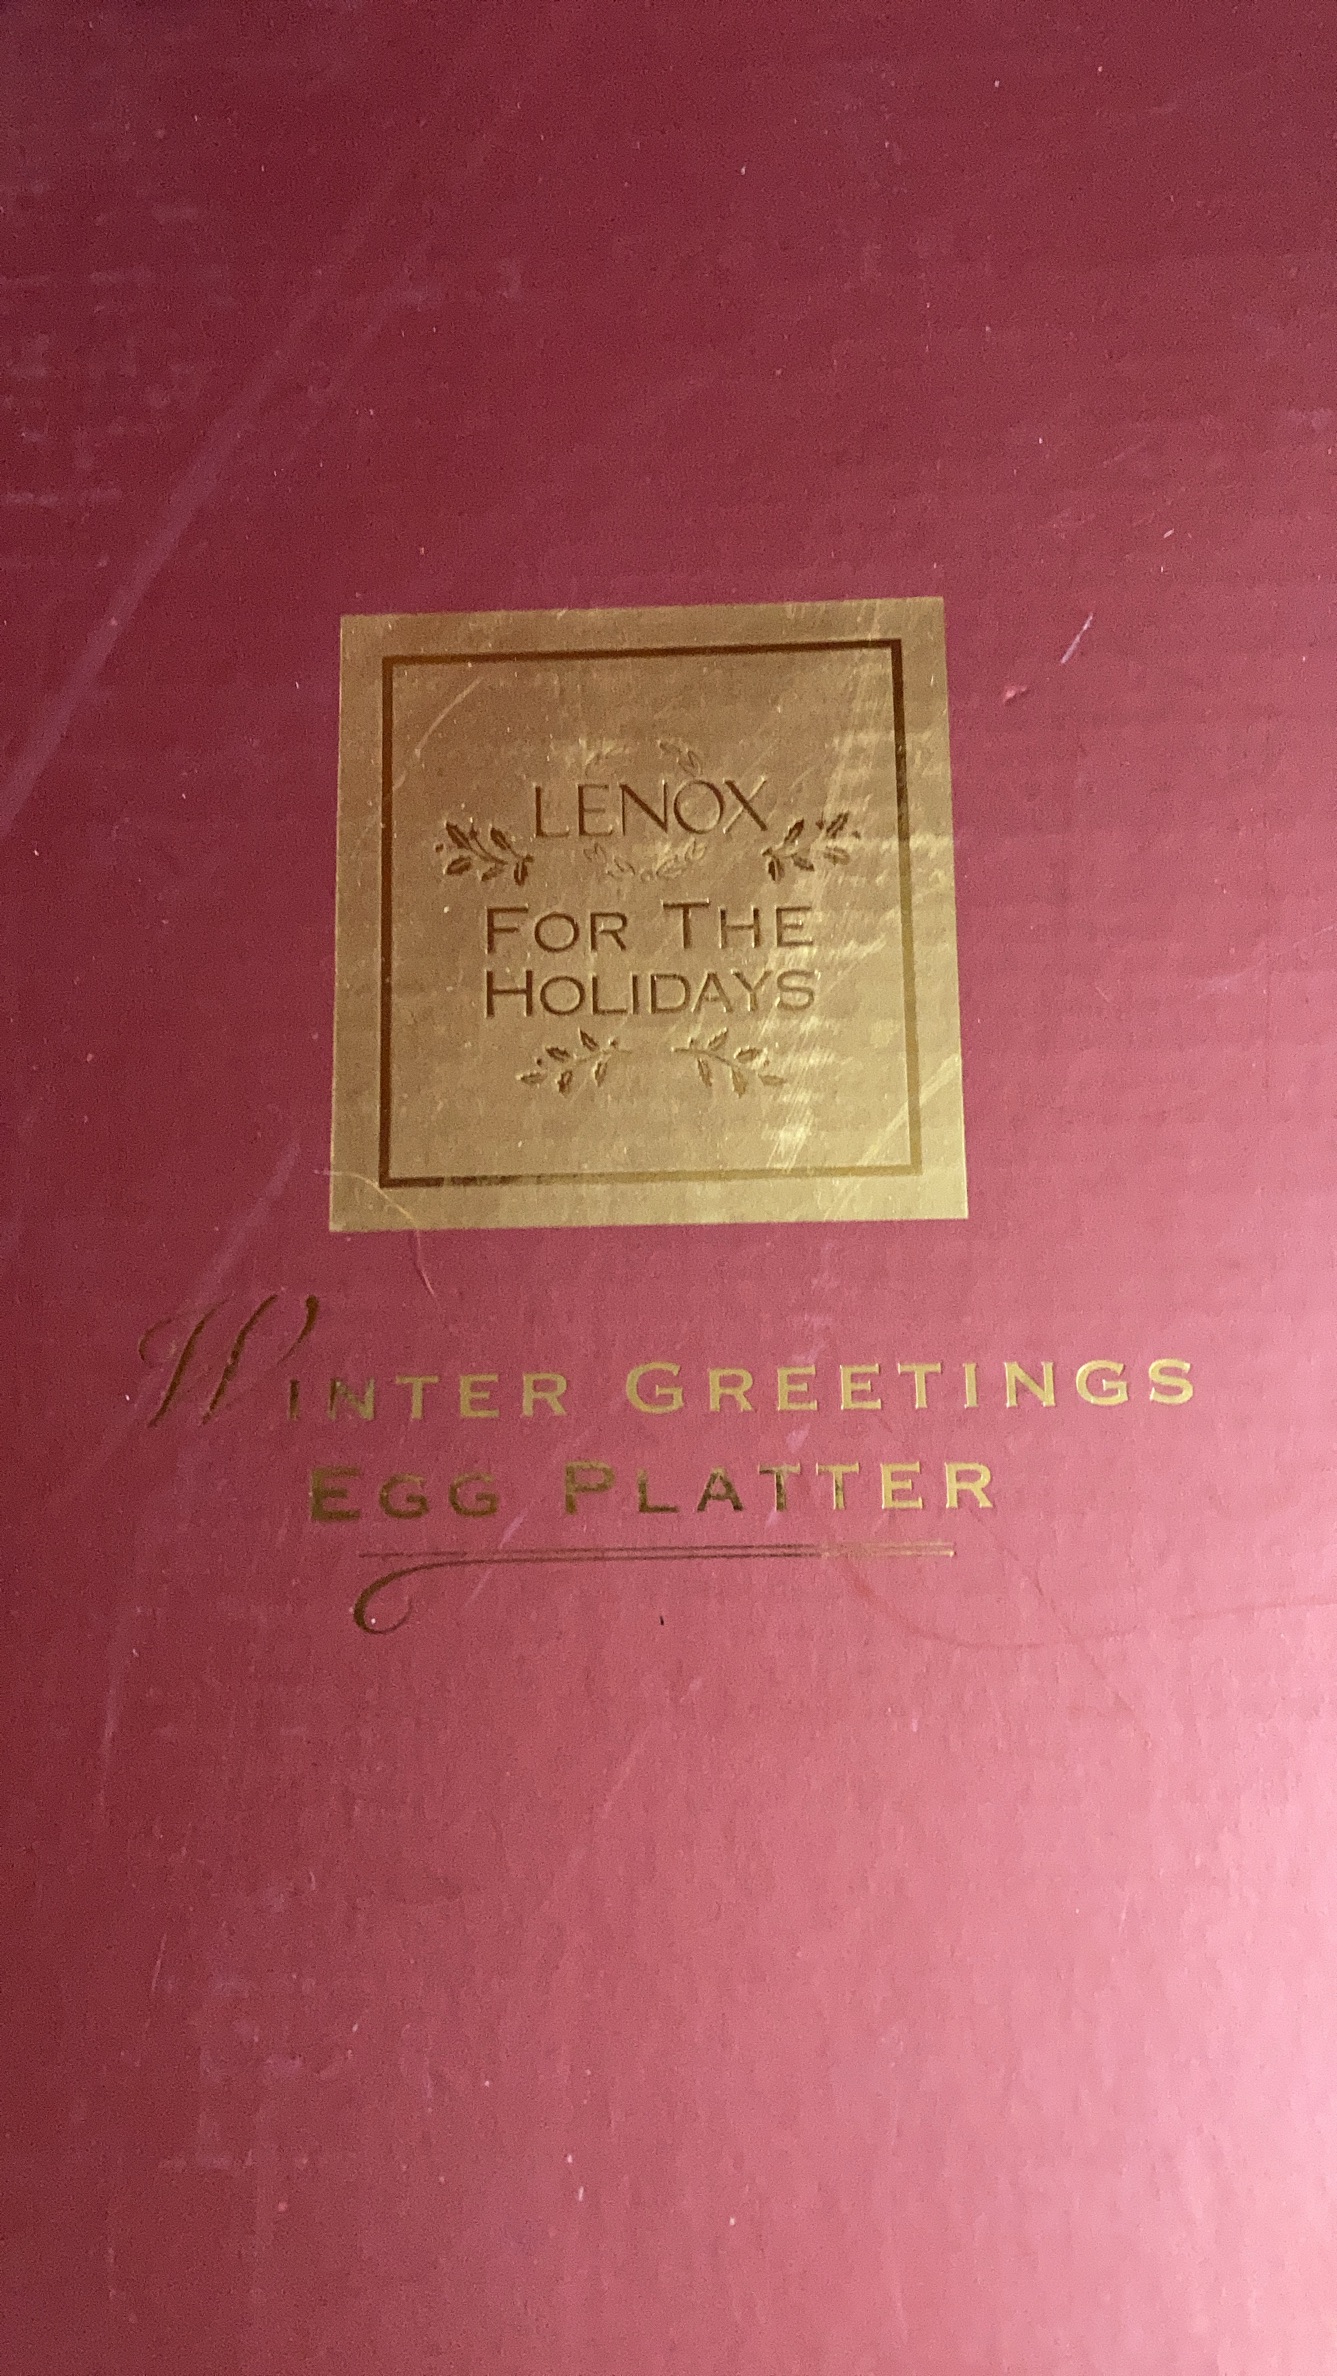 LENOX
FOR THE
HOLIDAYS
WINTER GREETINGS
EGG PLATTER